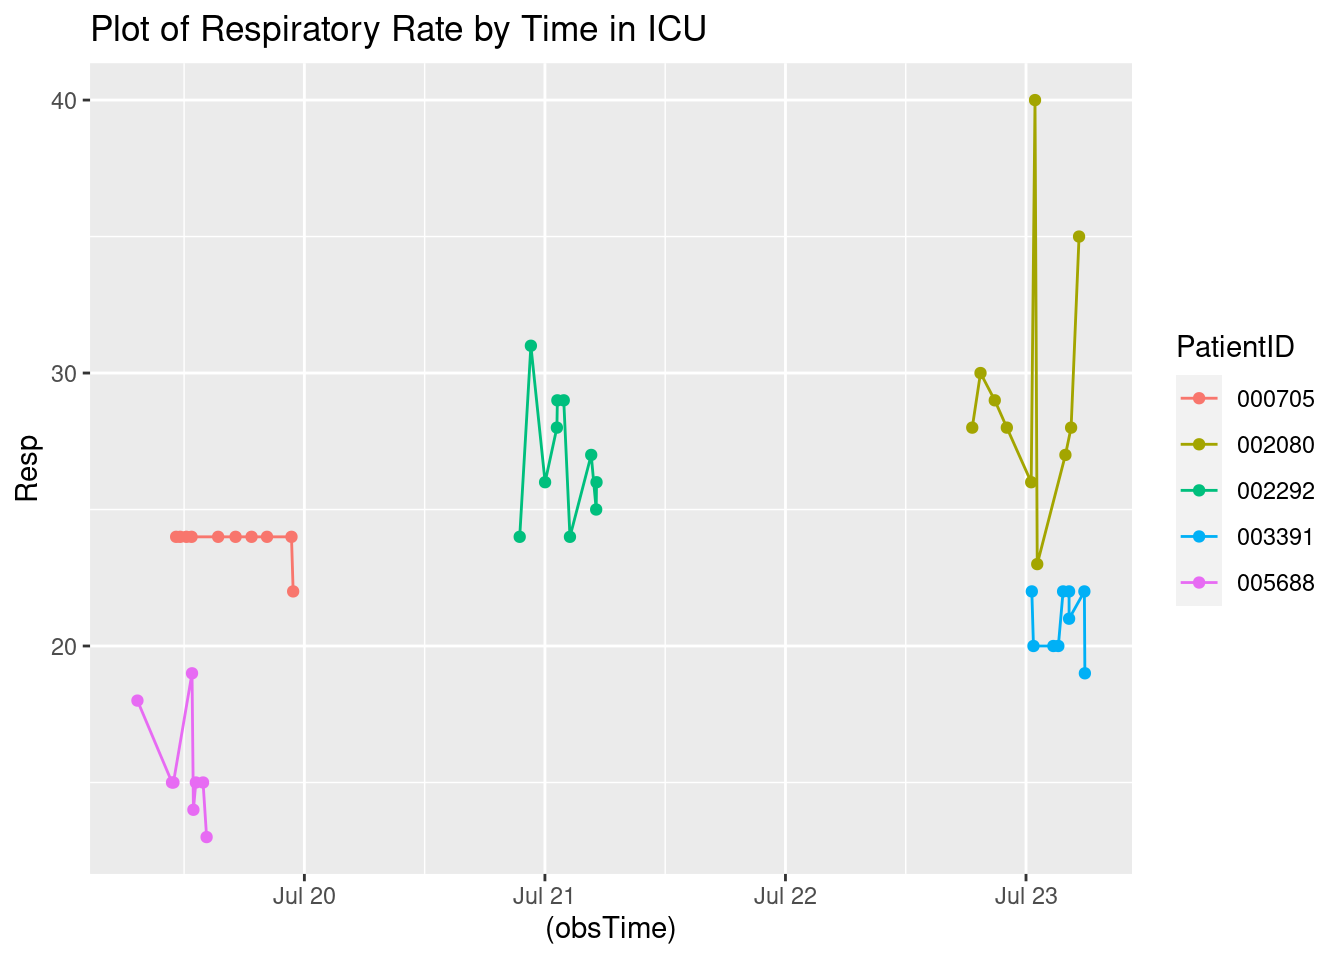 Plot of Respiratory Rate by Time in ICU
Resp
40
30
20
Jul 20
Jul 21
Jul 22
Jul 23
(obsTime)
PatientID
000705
002080
002292
003391
005688